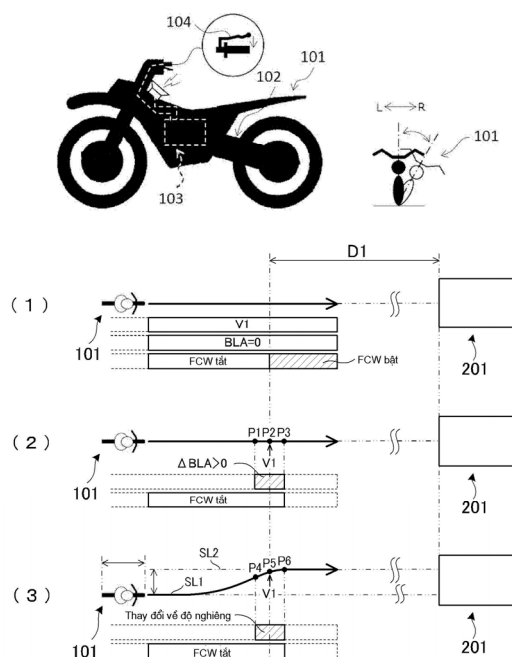 104
101
102
L R
101
103
D1
(1)
V1
101
BLA=0
201
FCW tắt
FCW bật
(2)
P1 P2 P3
101
Δ BLA>0
V1
201
FCW tắt
SL2
P4 P5 P6
SL1
(3)
V1
Thay đổi về độ nghiêng
101
201
FCW tắt